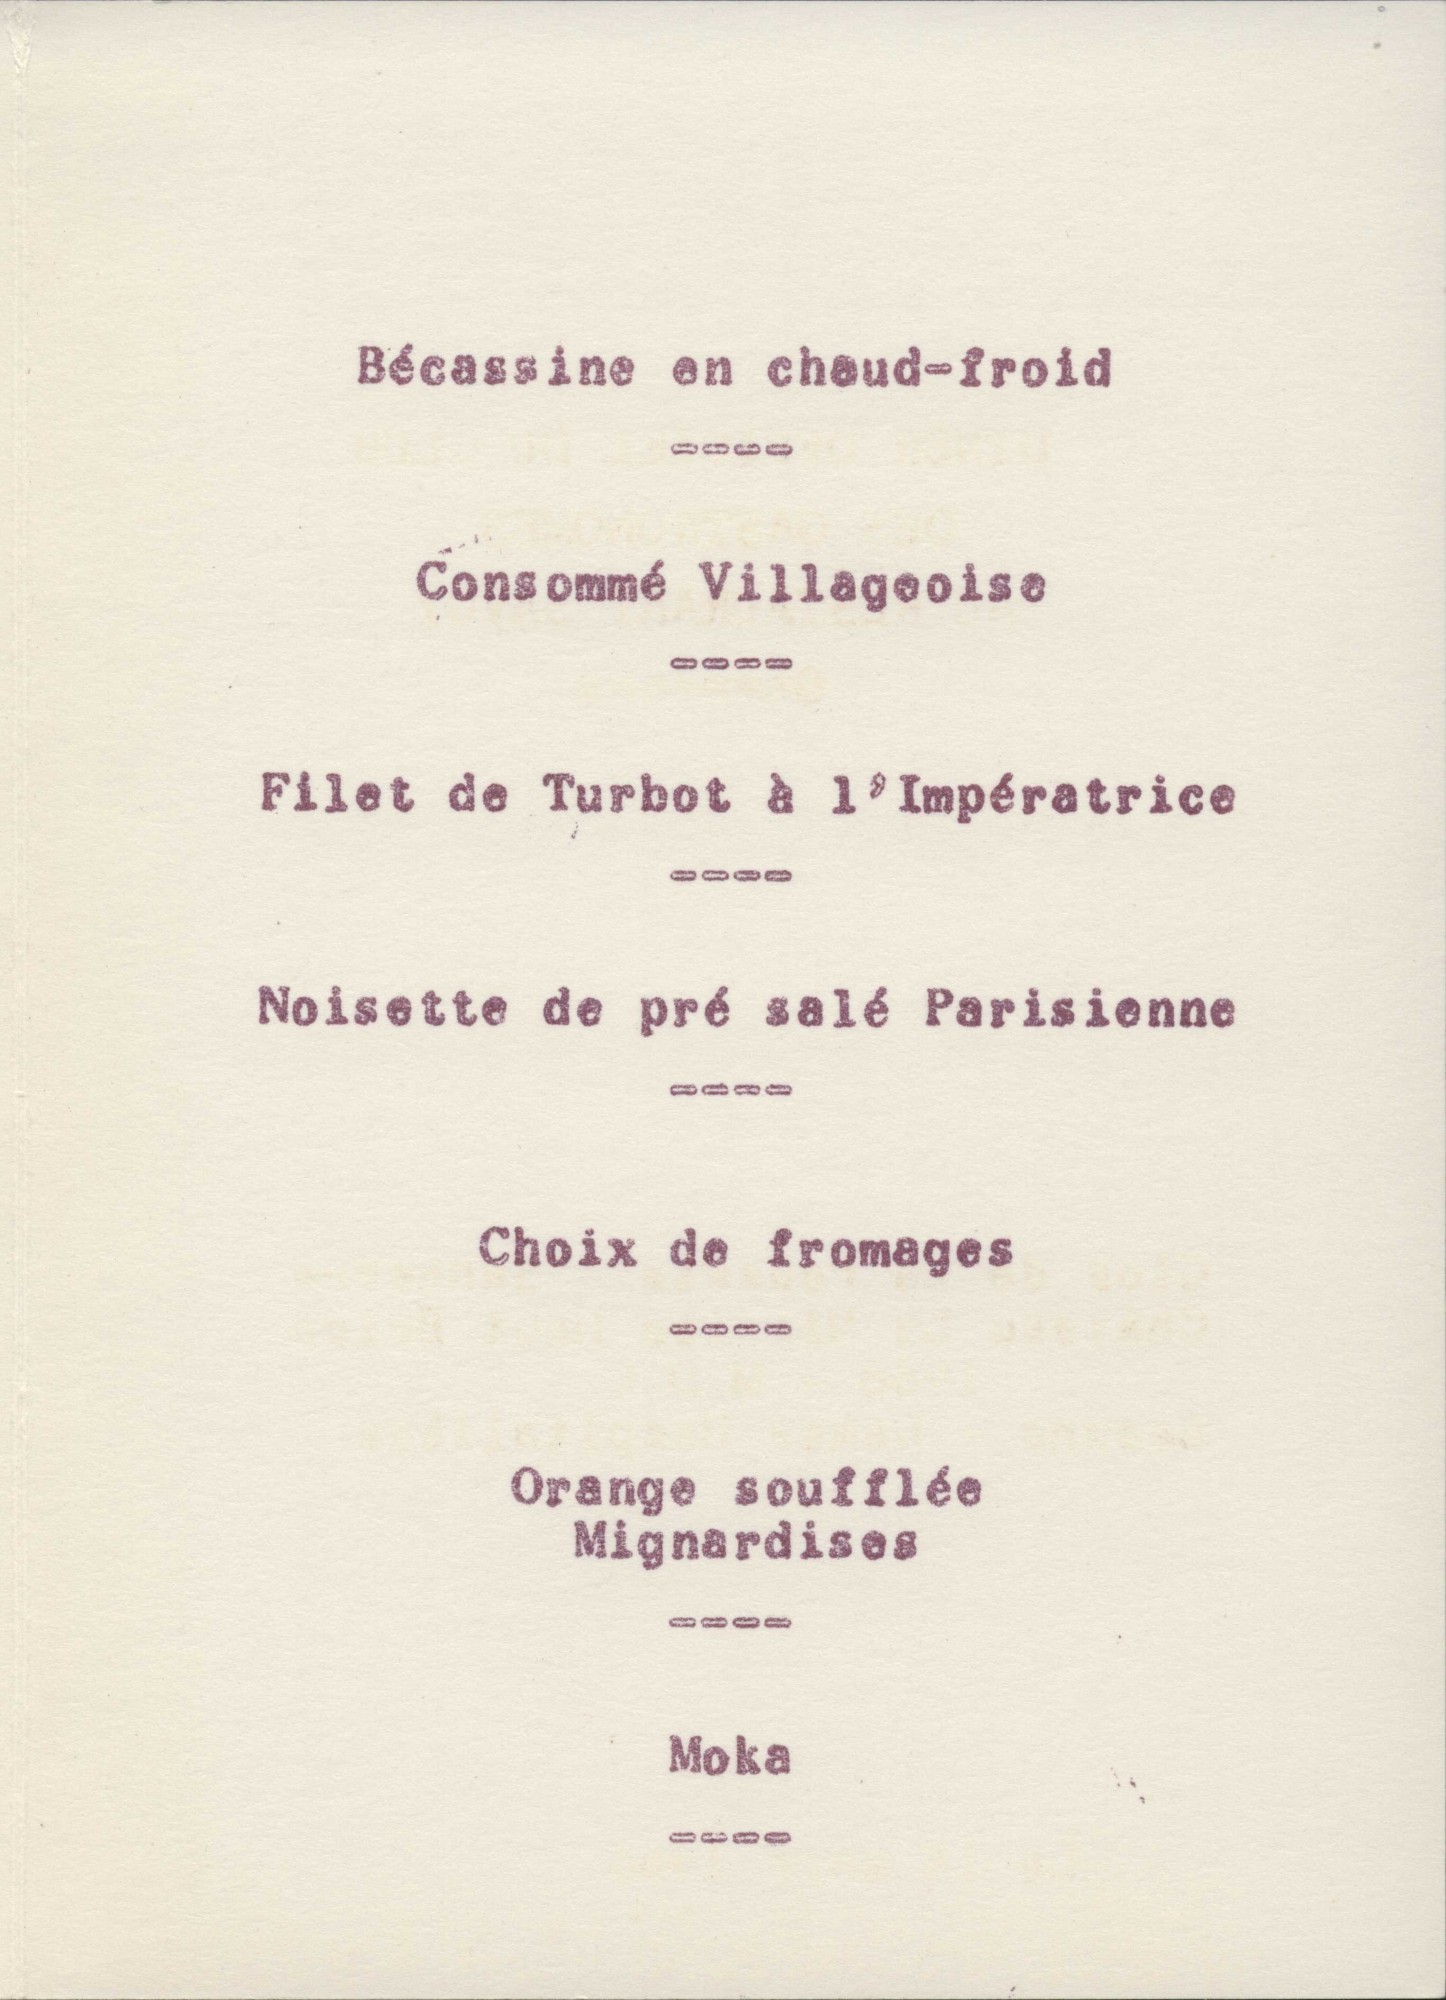 Bécassine en chaud-froid
----
Consommé Villageoise
----
Filet de Turbot à l'Impératrice
----
Noisette de pré salé Parisienne
----
Choix de fromages
----
Orange soufflée
Mignardises
----
Moka
----